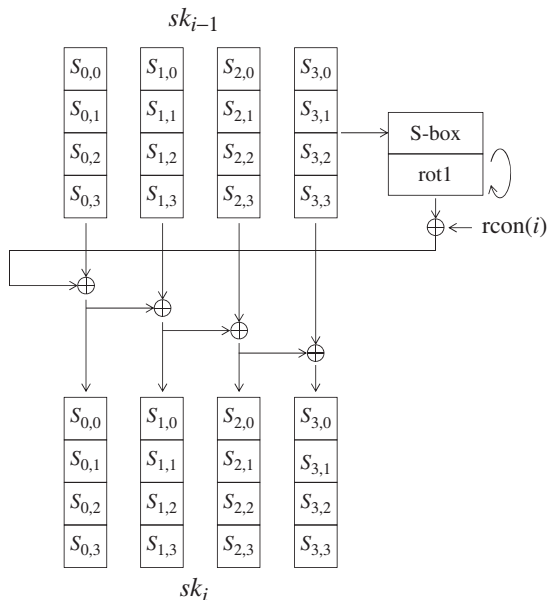 sk_{i−1}
S_{0,0} S_{1,0} S_{2,0} S_{3,0}
S_{0,1} S_{1,1} S_{2,1} S_{3,1}
S-box
S_{0,2} S_{1,2} S_{2,2} S_{3,2}
rot1
S_{0,3} S_{1,3} S_{2,3} S_{3,3}
rcon(i)
S_{0,0} S_{1,0} S_{2,0} S_{3,0}
S_{0,1} S_{1,1} S_{2,1} S_{3,1}
S_{0,2} S_{1,2} S_{2,2} S_{3,2}
S_{0,3} S_{1,3} S_{2,3} S_{3,3}
sk_i